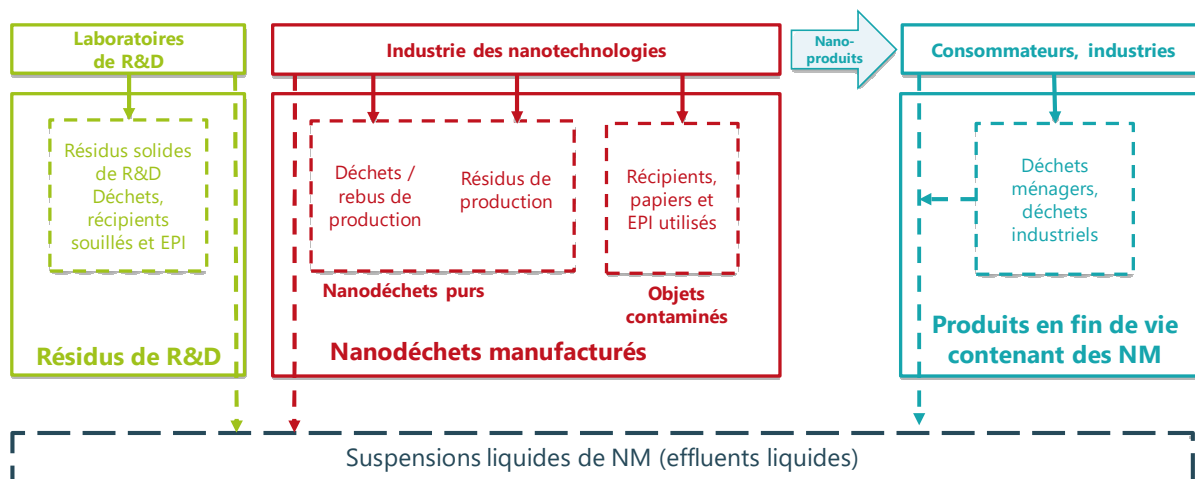 Laboratoires
de R&D
Industrie des nanotechnologies
Nano-
produits
Consommateurs, industries
Résidus solides
de R&D
Déchets,
récipients
souillés et EPI
Résidus de R&D
Déchets /
rebus de
production
Résidus de
production
Nanodéchets purs
Récipients,
papiers et
EPI utilisés
Objets
contaminés
Nanodéchets manufacturés
Déchets
ménagers,
déchets
industriels
Produits en fin de vie
contenant des NM
Suspensions liquides de NM (effluents liquides)